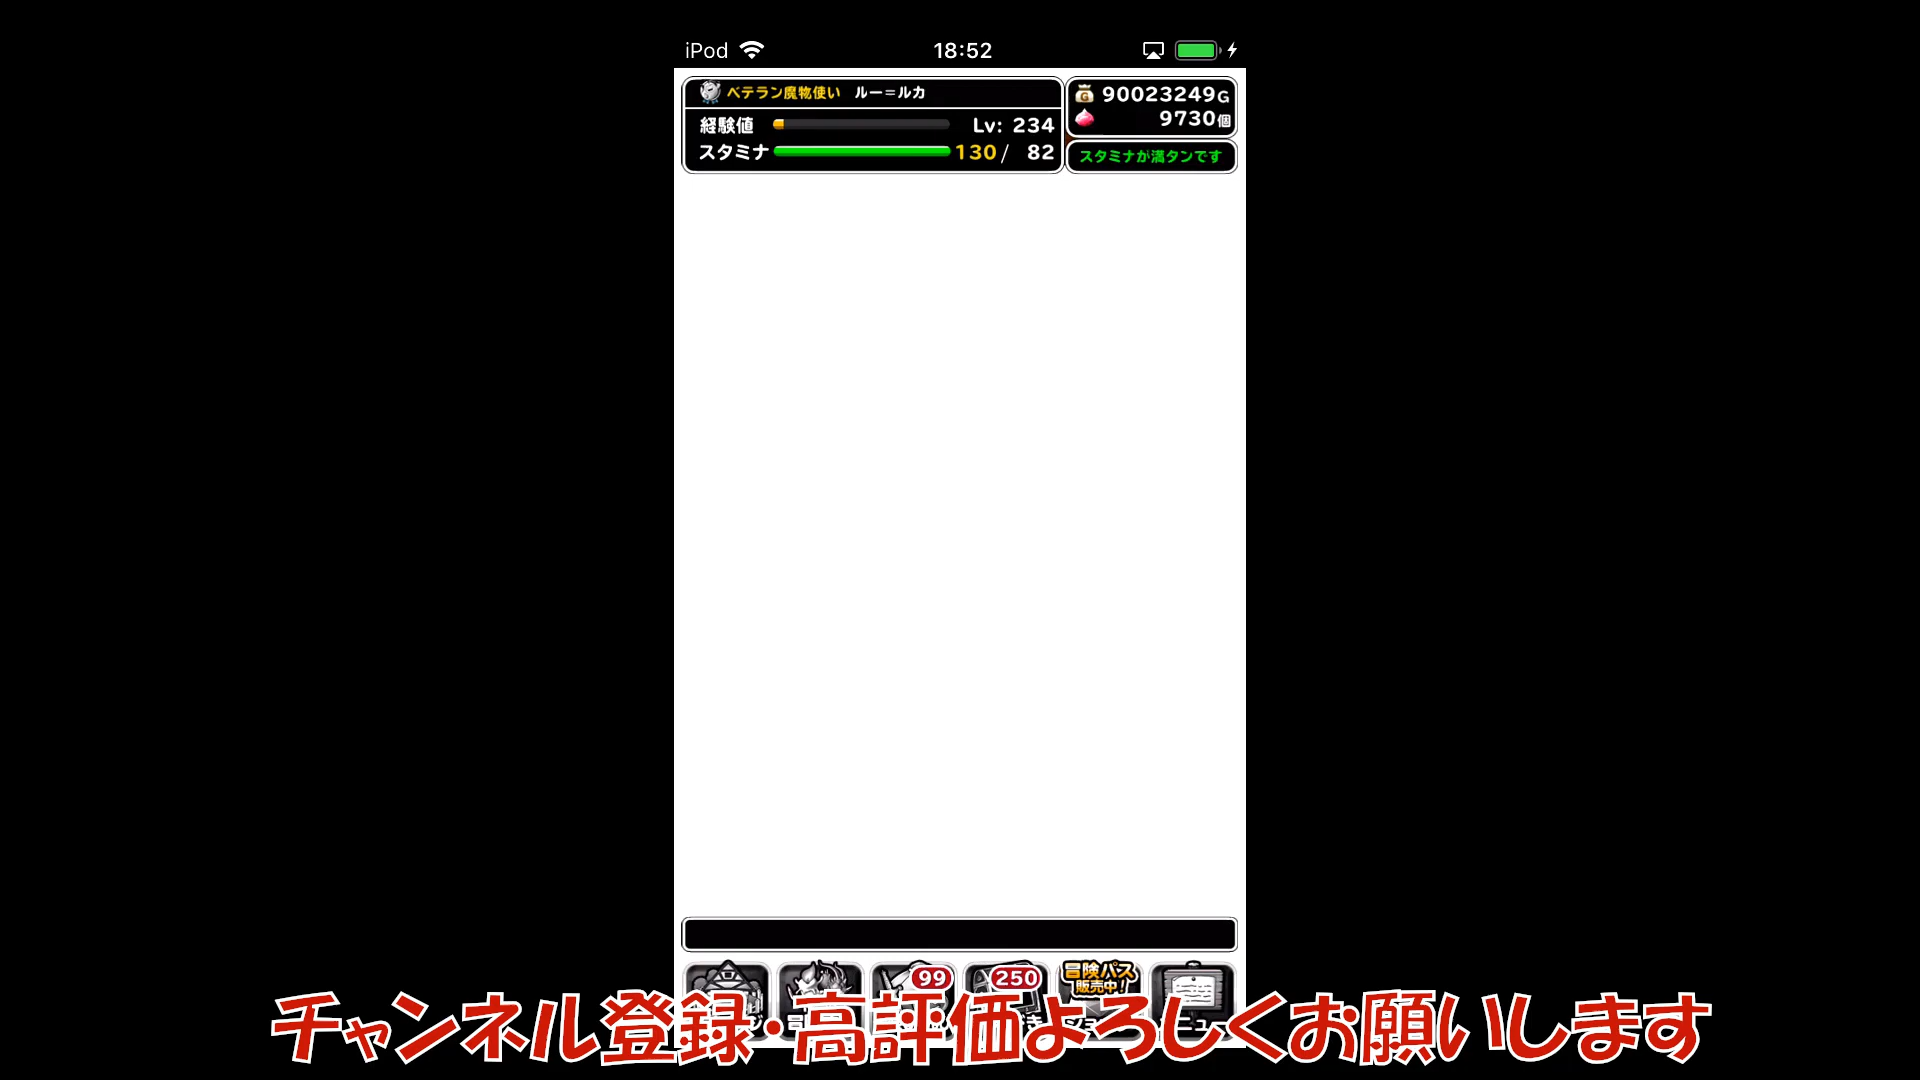 iPod 18:52
ベテラン魔物使い ルー=ルカ
経験値 Lv: 234
スタミナ 130/ 82
90023249G
9730個
スタミナが満タンです
99
250
冒険パス
販売中!
チャンネル登録・高評価よろしくお願いします